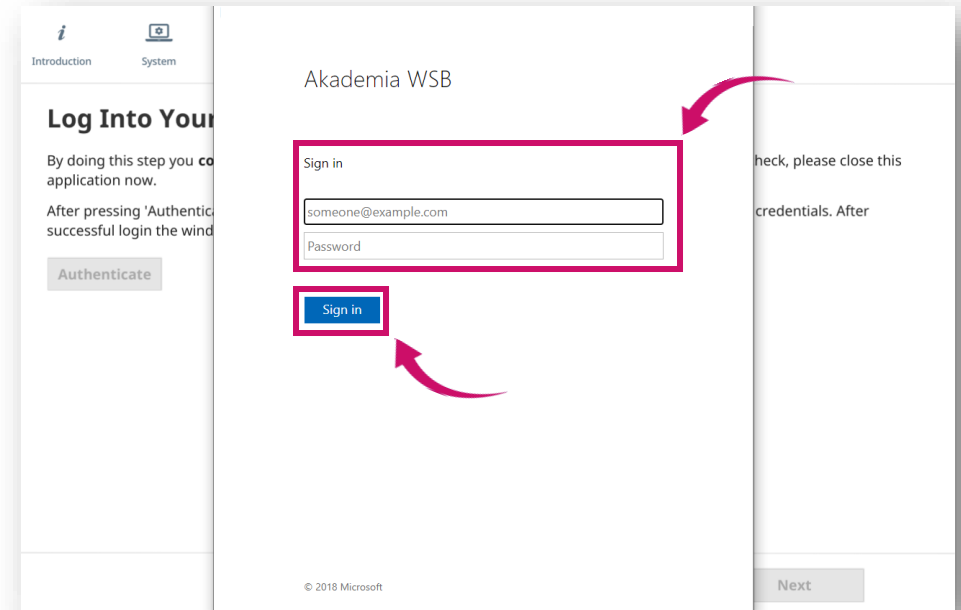 Introduction
System
Akademia WSB
Log Into Your
Sign in
By doing this step you co
heck, please close this
application now.
someone@example.com
After pressing 'Authentica
credentials. After
successful login the wind
Password
Authenticate
Sign in
© 2018 Microsoft
Next